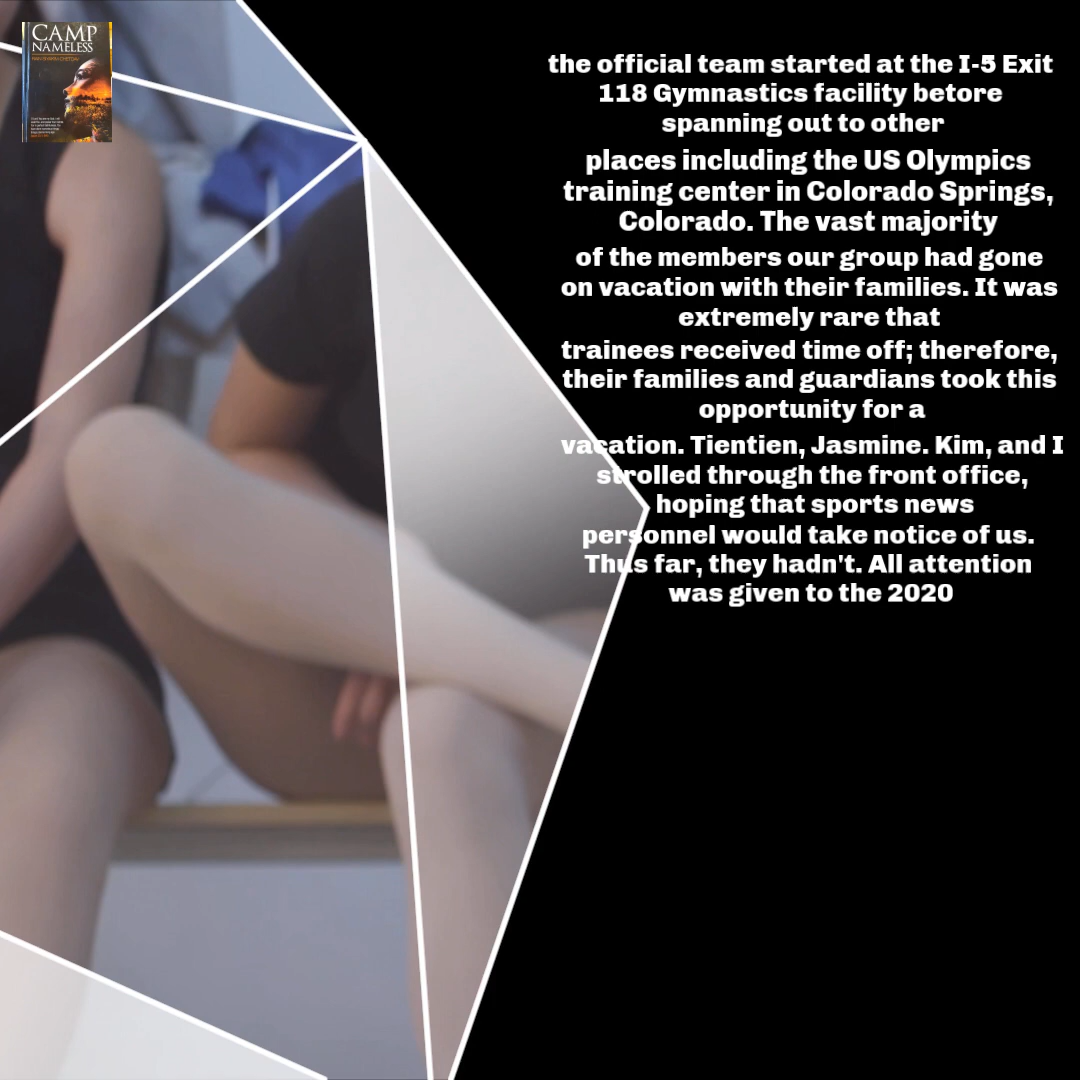 CAMP
NAMELESS
the official team started at the I-5 Exit
118 Gymnastics facility betore
spanning out to other
places including the US Olympics
training center in Colorado Springs,
Colorado. The vast majority
of the members our group had gone
on vacation with their families. It was
extremely rare that
trainees received time off; therefore,
their families and guardians took this
opportunity for a
vacation. Tientien, Jasmine. Kim, and I
strolled through the front office,
hoping that sports news
personnel would take notice of us.
Thus far, they hadn't. All attention
was given to the 2020